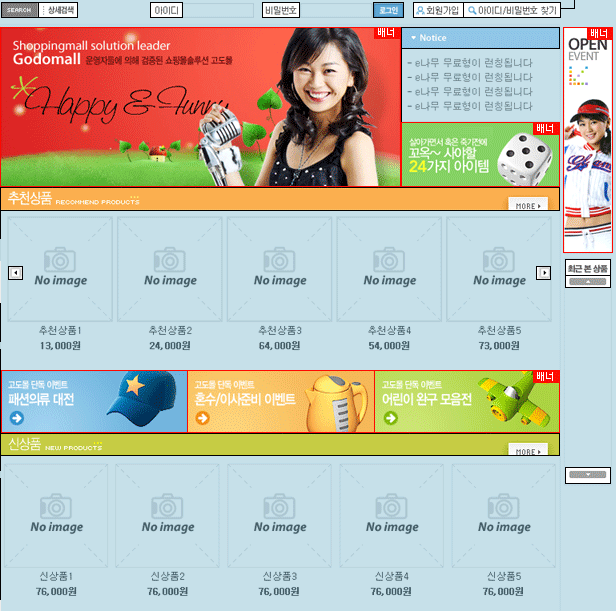 SEARCH 상세검색 아이디 비밀번호 로그인 회원가입 아이디/비밀번호 찾기
배너
Shoppingmall solution leader
Godomall 운영자들에 의해 검증된 쇼핑몰솔루션 고도몰
Happy & Funny
Notice
- e나무 무료형이 런칭됩니다
- e나무 무료형이 런칭됩니다
- e나무 무료형이 런칭됩니다
- e나무 무료형이 런칭됩니다
배너
살아가면서 혹은 죽기전에
꼬옥~ 사야할
24가지 아이템
배너
OPEN
EVENT
추천상품 RECOMMEND PRODUCTS
MORE
No image No image No image No image No image
추천상품1 추천상품2 추천상품3 추천상품4 추천상품5
13,000원 24,000원 64,000원 54,000원 73,000원
최근 본 상품
배너
고도몰 단독 이벤트
패션의류 대전
고도몰 단독 이벤트
혼수/이사준비 이벤트
고도몰 단독 이벤트
어린이 완구 모음전
신상품 NEW PRODUCTS
MORE
No image No image No image No image No image
신상품1 신상품2 신상품3 신상품4 신상품5
76,000원 76,000원 76,000원 76,000원 76,000원